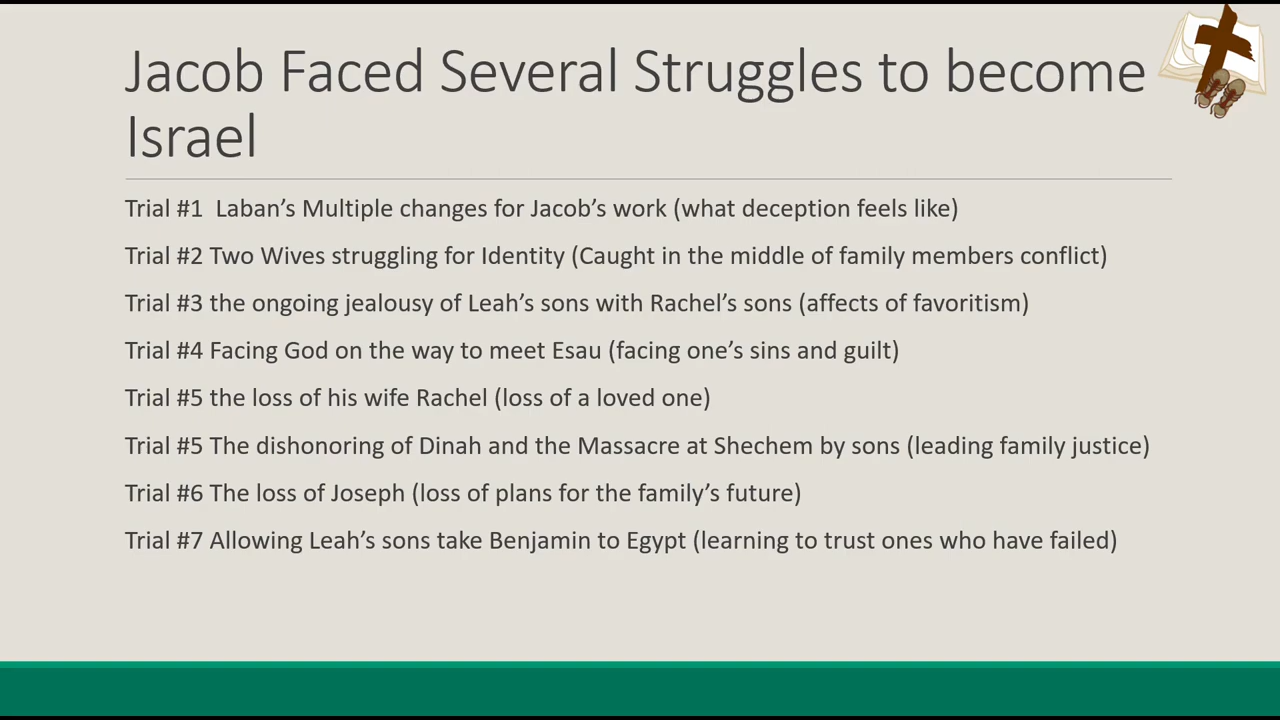 Jacob Faced Several Struggles to become
Israel
Trial #1  Laban’s Multiple changes for Jacob’s work (what deception feels like)
Trial #2 Two Wives struggling for Identity (Caught in the middle of family members conflict)
Trial #3 the ongoing jealousy of Leah’s sons with Rachel’s sons (affects of favoritism)
Trial #4 Facing God on the way to meet Esau (facing one’s sins and guilt)
Trial #5 the loss of his wife Rachel (loss of a loved one)
Trial #5 The dishonoring of Dinah and the Massacre at Shechem by sons (leading family justice)
Trial #6 The loss of Joseph (loss of plans for the family’s future)
Trial #7 Allowing Leah’s sons take Benjamin to Egypt (learning to trust ones who have failed)